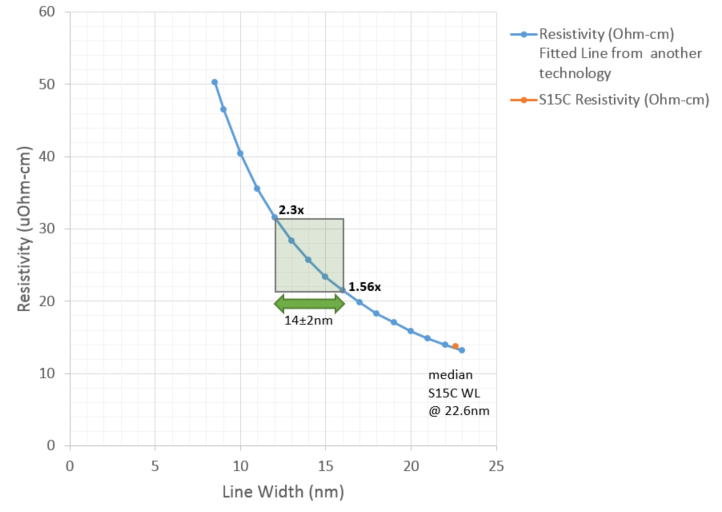 60
50
40
30
20
10
0
0
5
10
15
20
25
Resistivity (uOhm-cm)
Line Width (nm)
2.3x
1.56x
14±2nm
median
S15C WL
@ 22.6nm
Resistivity (Ohm-cm)
Fitted Line from another
technology
S15C Resistivity (Ohm-cm)